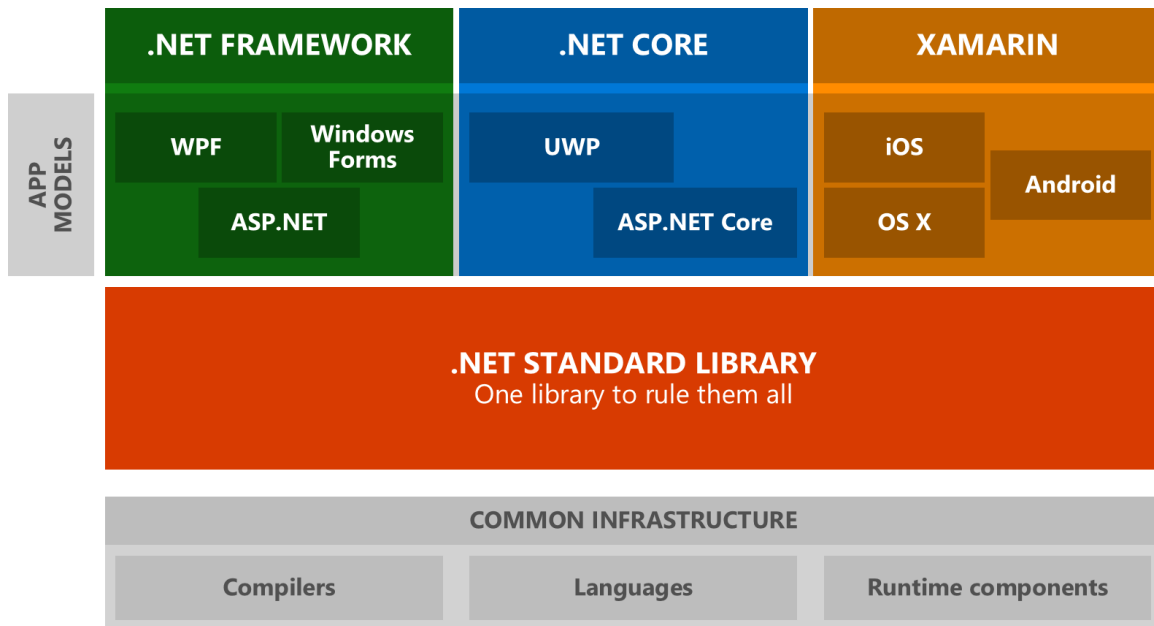 .NET FRAMEWORK
.NET CORE
XAMARIN
APP
MODELS
WPF
Windows
Forms
ASP.NET
UWP
ASP.NET Core
iOS
Android
OS X
.NET STANDARD LIBRARY
One library to rule them all
COMMON INFRASTRUCTURE
Compilers
Languages
Runtime components